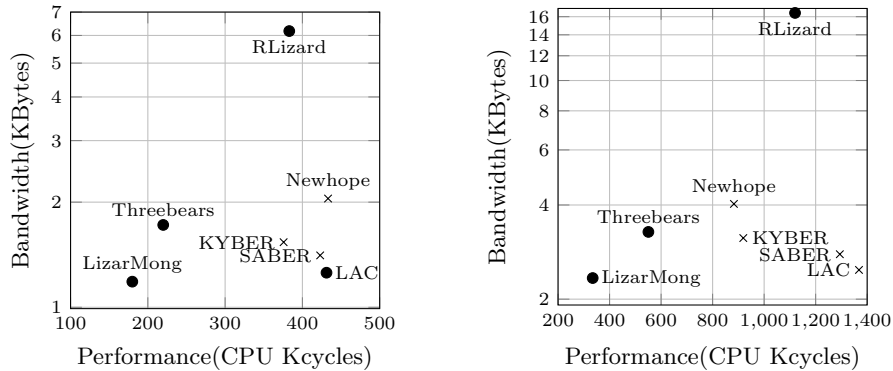 7
6
5
4
3
2
1
100
200
300
400
500
Bandwidth(KBytes)
Performance(CPU Kcycles)
RLizard
Newhope
Threebears
KYBER
SABER
LizarMong
LAC
16
14
12
10
8
6
4
2
200
400
600
800
1,000
1,200
1,400
Bandwidth(KBytes)
Performance(CPU Kcycles)
RLizard
Newhope
Threebears
KYBER
SABER
LAC
LizarMong